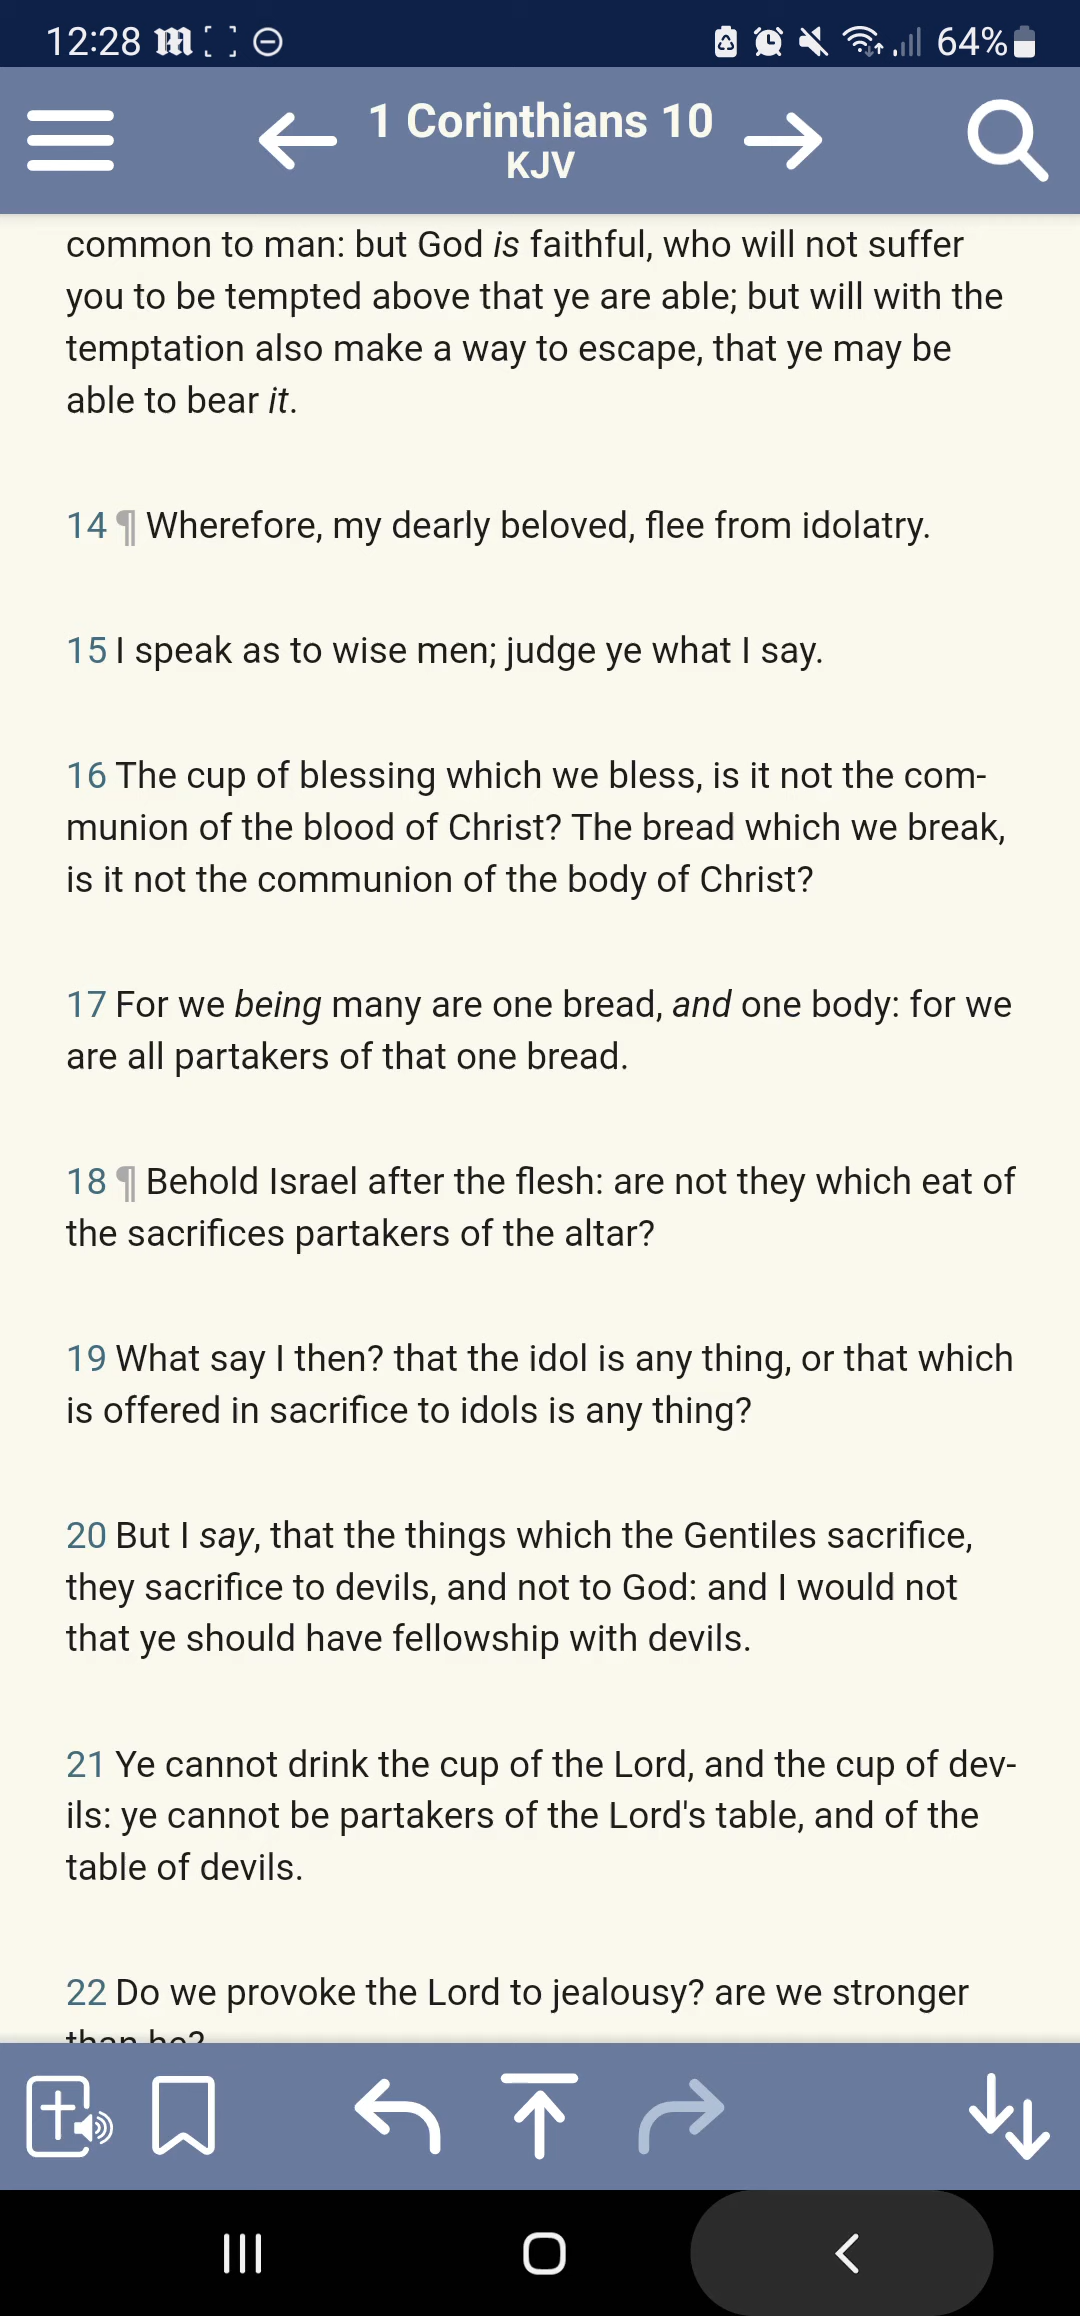 12:28
64%
1 Corinthians 10
KJV
common to man: but God is faithful, who will not suffer
you to be tempted above that ye are able; but will with the
temptation also make a way to escape, that ye may be
able to bear it.
14 ¶ Wherefore, my dearly beloved, flee from idolatry.
15 I speak as to wise men; judge ye what I say.
16 The cup of blessing which we bless, is it not the com-
munion of the blood of Christ? The bread which we break,
is it not the communion of the body of Christ?
17 For we being many are one bread, and one body: for we
are all partakers of that one bread.
18 ¶ Behold Israel after the flesh: are not they which eat of
the sacrifices partakers of the altar?
19 What say I then? that the idol is any thing, or that which
is offered in sacrifice to idols is any thing?
20 But I say, that the things which the Gentiles sacrifice,
they sacrifice to devils, and not to God: and I would not
that ye should have fellowship with devils.
21 Ye cannot drink the cup of the Lord, and the cup of dev-
ils: ye cannot be partakers of the Lord's table, and of the
table of devils.
22 Do we provoke the Lord to jealousy? are we stronger
than he?